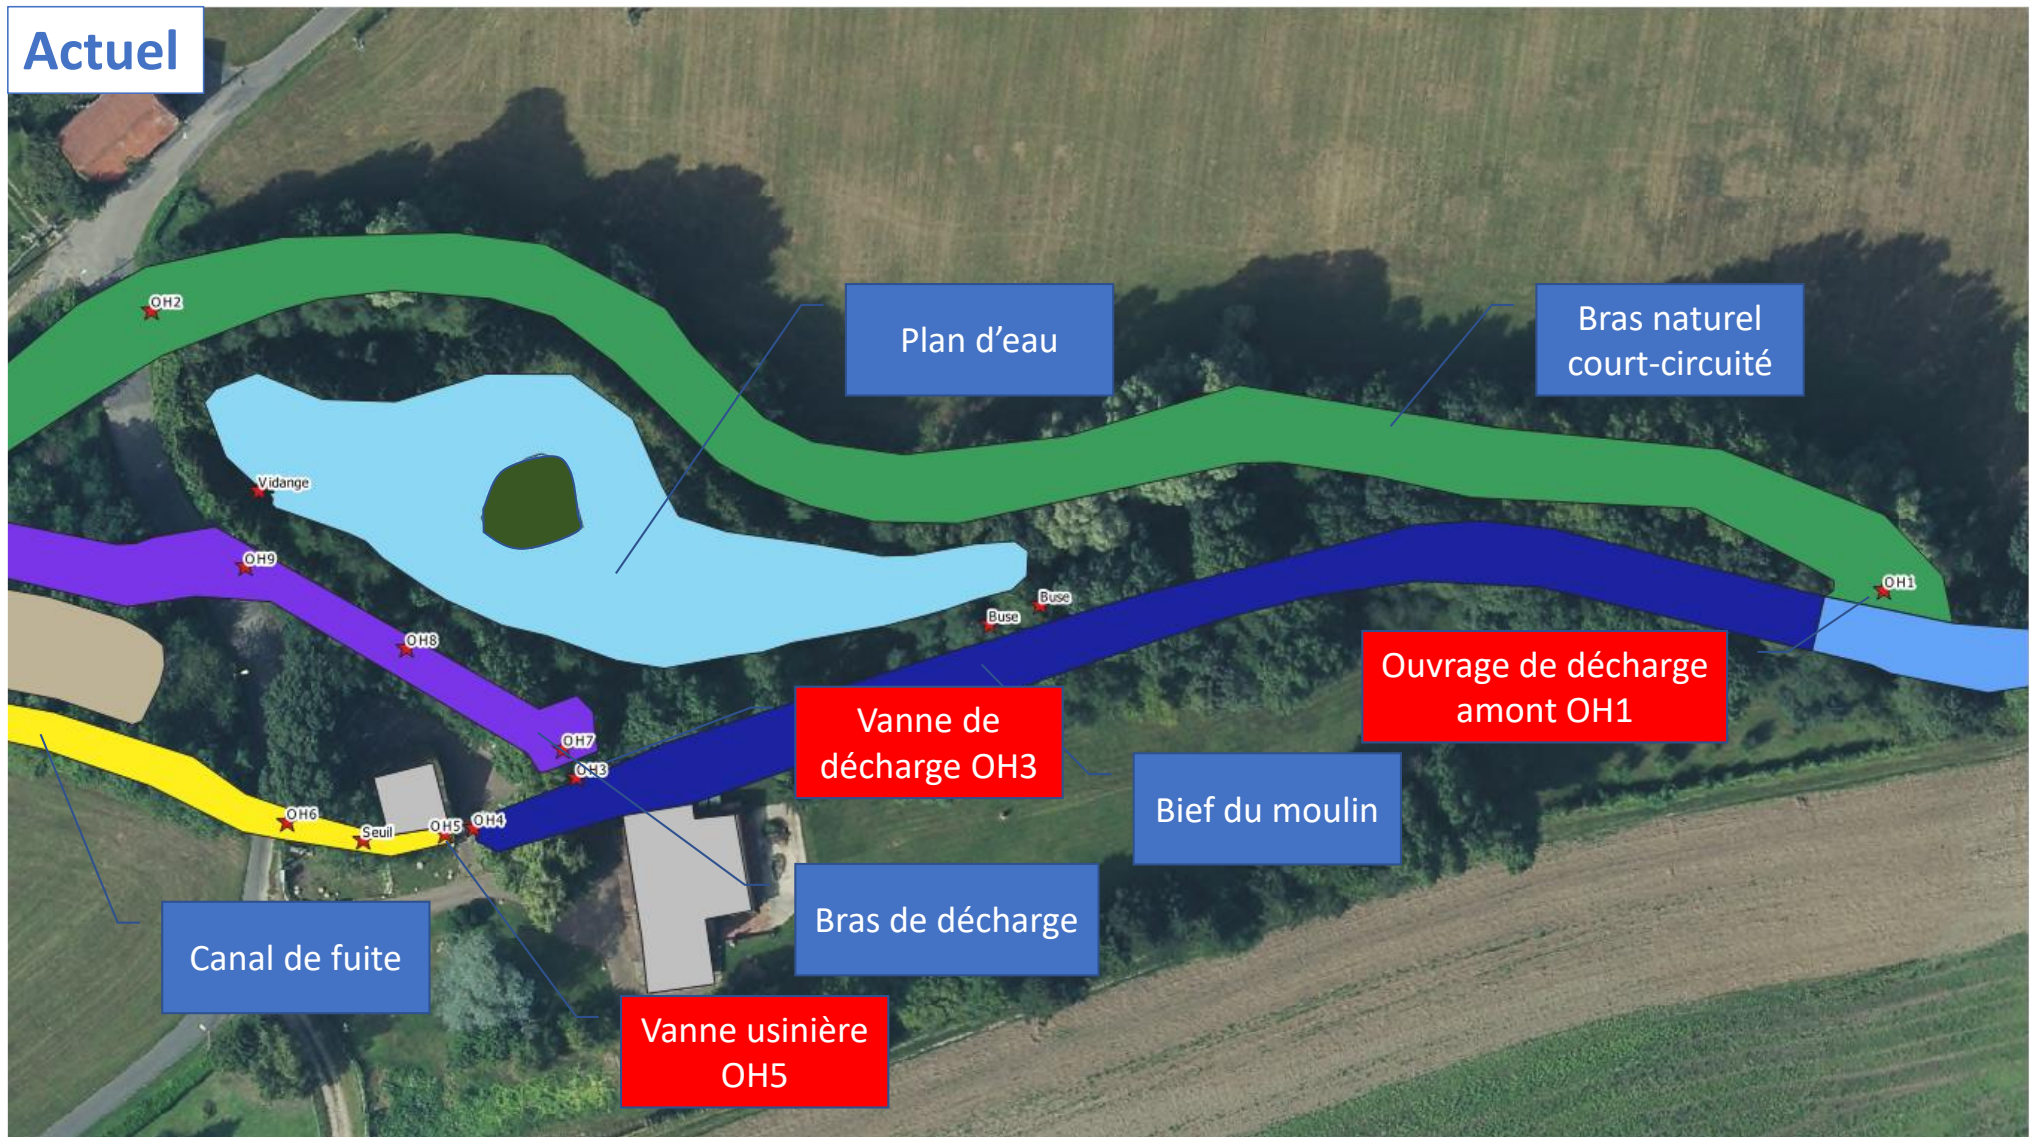 Actuel
OH2
Plan d’eau
Bras naturel
court-circuité
Vidange
OH9
OH1
Buse
Buse
OH8
Ouvrage de décharge
amont OH1
Vanne de
décharge OH3
OH7
OH3
Bief du moulin
OH6
Seuil
OH5
OH4
Bras de décharge
Canal de fuite
Vanne usinière
OH5